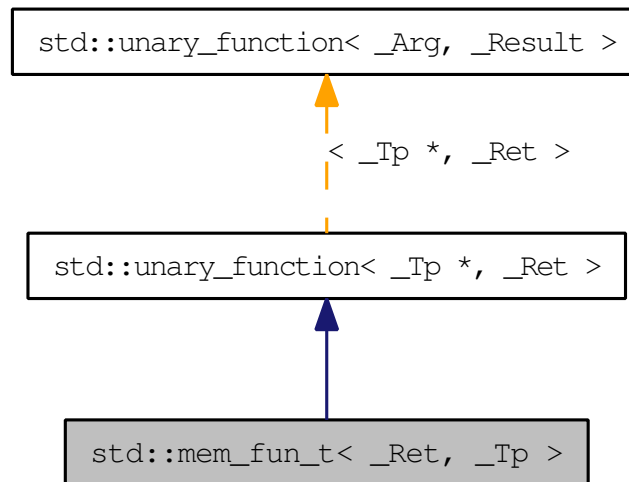 std::unary_function< _Arg, _Result >
< _Tp *, _Ret >
std::unary_function< _Tp *, _Ret >
std::mem_fun_t< _Ret, _Tp >